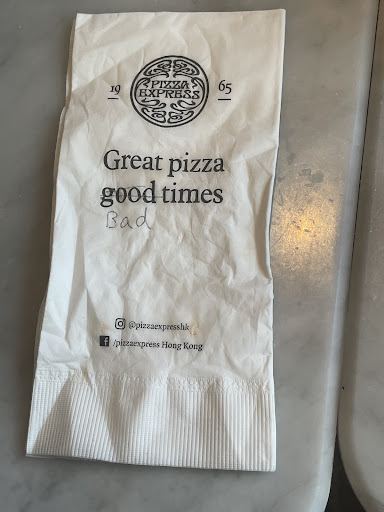 19 PIZZA EXPRESS 65
Great pizza
good times
Bad
@pizzaexpresshk
/pizzaexpress Hong Kong